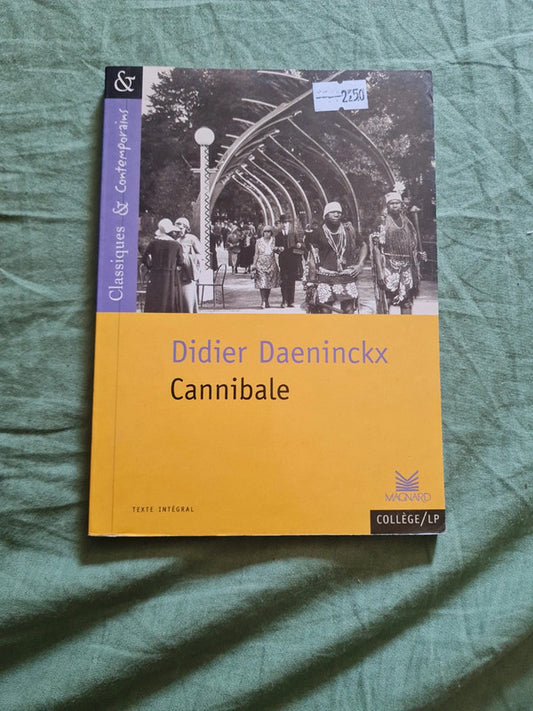 &
Classiques & Contemporains
2€50
Didier Daeninckx
Cannibale
MAGNARD
TEXTE INTÉGRAL
COLLÈGE/LP